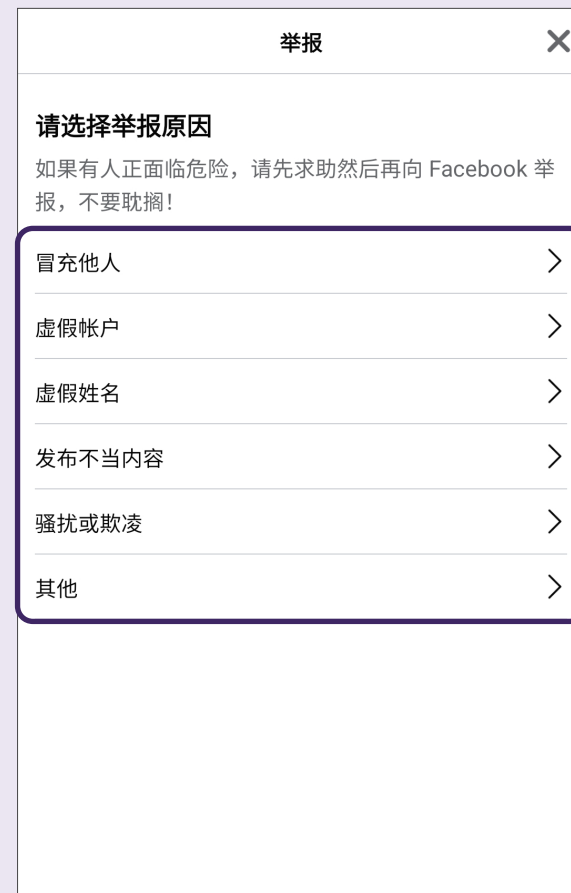 举报
请选择举报原因
如果有人正面临危险，请先求助然后再向 Facebook 举
报，不要耽搁！
冒充他人
虚假帐户
虚假姓名
发布不当内容
骚扰或欺凌
其他